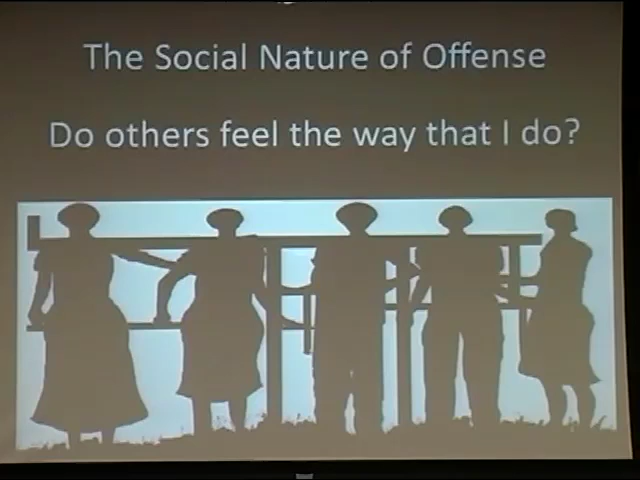 The Social Nature of Offense
Do others feel the way that I do?